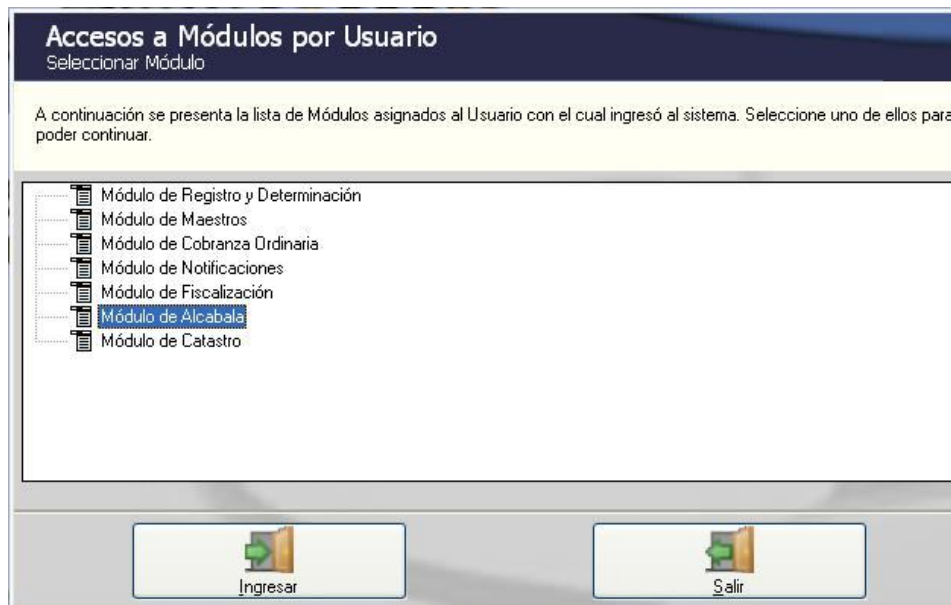 Accesos a Módulos por Usuario
Seleccionar Módulo
A continuación se presenta la lista de Módulos asignados al Usuario con el cual ingresó al sistema. Seleccione uno de ellos para
poder continuar.
Módulo de Registro y Determinación
Módulo de Maestros
Módulo de Cobranza Ordinaria
Módulo de Notificaciones
Módulo de Fiscalización
Módulo de Alcabala
Módulo de Catastro
Ingresar
Salir